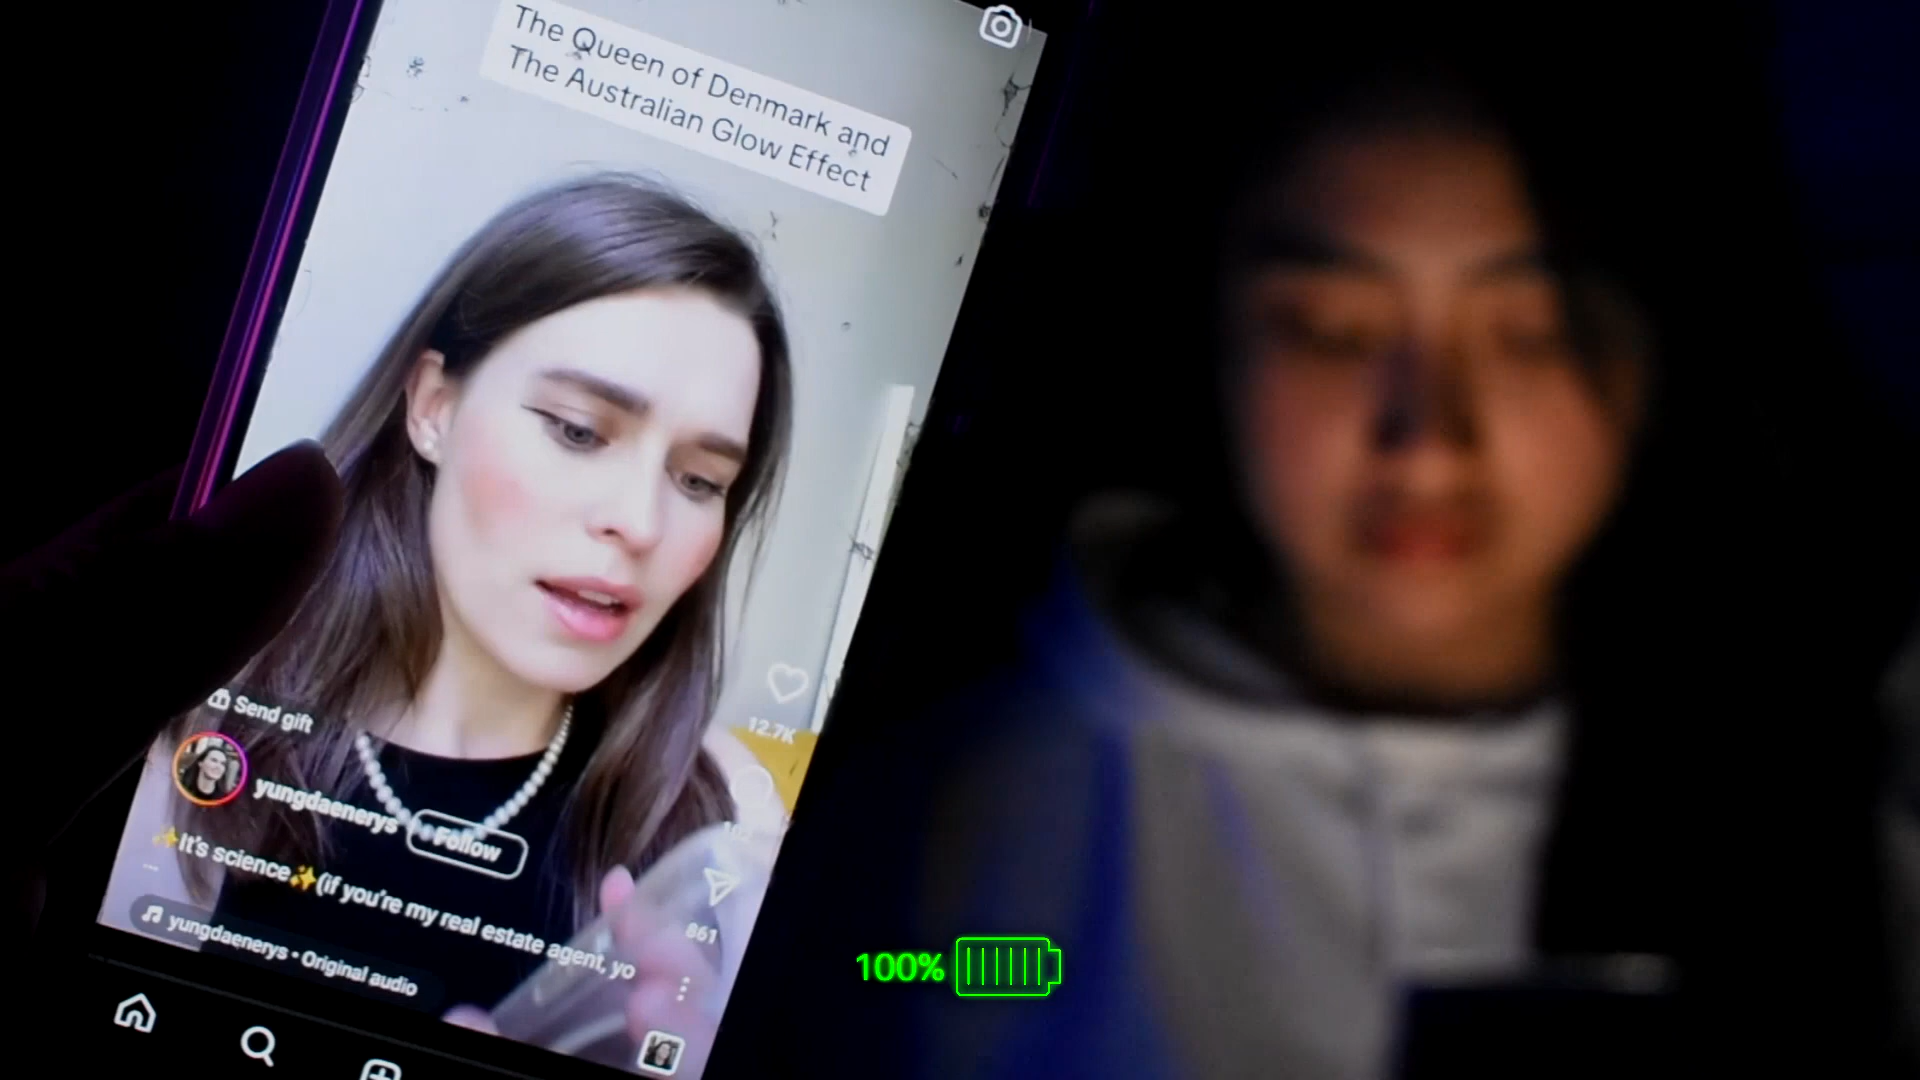 The Queen of Denmark and
The Australian Glow Effect
12.7K
Send gift
yungdaenerys
Follow
✨It's science✨(if you're my real estate agent, yo
...
861
yungdaenerys • Original audio
100%